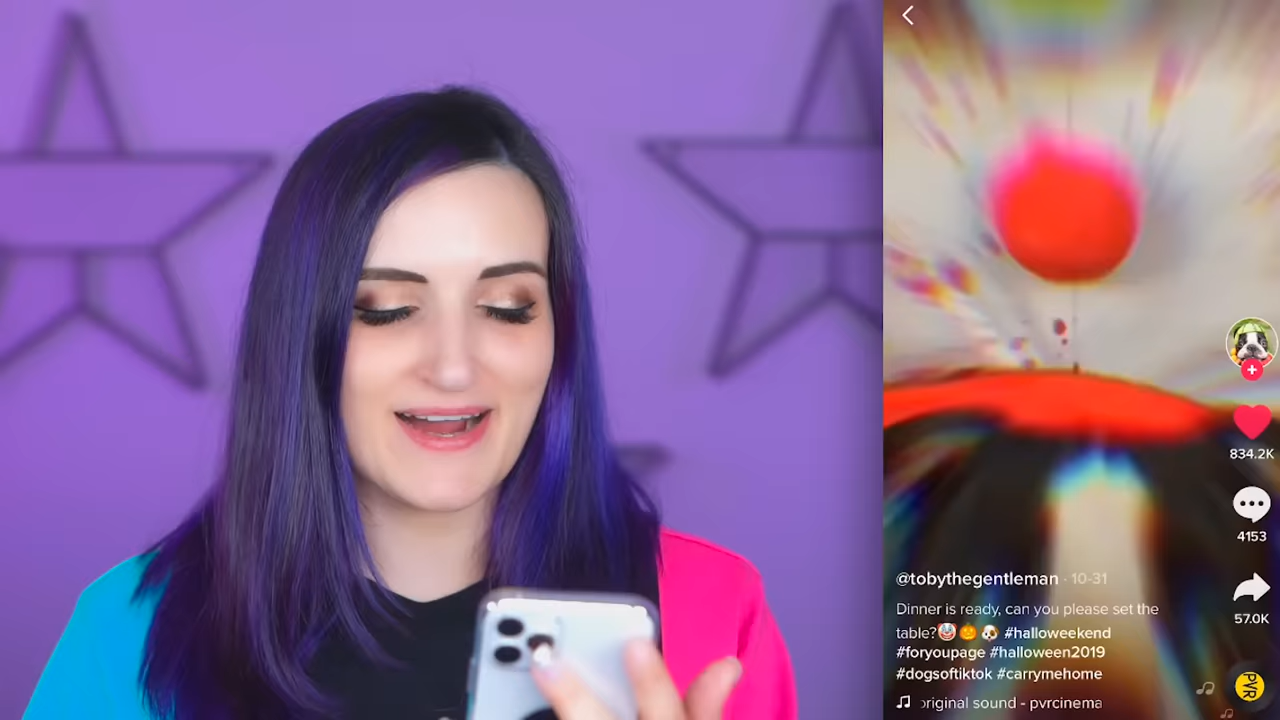 834.2K
4153
@tobythegentleman · 10-31
Dinner is ready, can you please set the
table?🤡🎃🐶 #halloweekend
#foryoupage #halloween2019
#dogsoftiktok #carrymehome
57.0K
original sound - pvrcinema
PVR